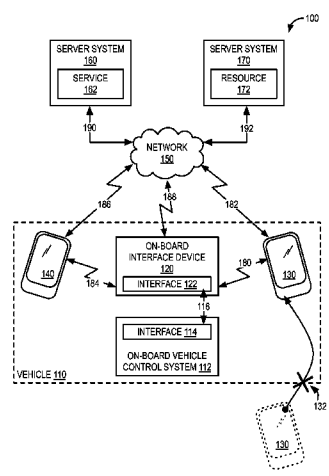 100
SERVER SYSTEM
160
SERVICE
162
SERVER SYSTEM
170
RESOURCE
172
190
192
NETWORK
150
186
188
182
140
ON-BOARD
INTERFACE DEVICE
120
INTERFACE 122
130
184
180
116
INTERFACE 114
ON-BOARD VEHICLE
CONTROL SYSTEM 112
VEHICLE 110
132
130